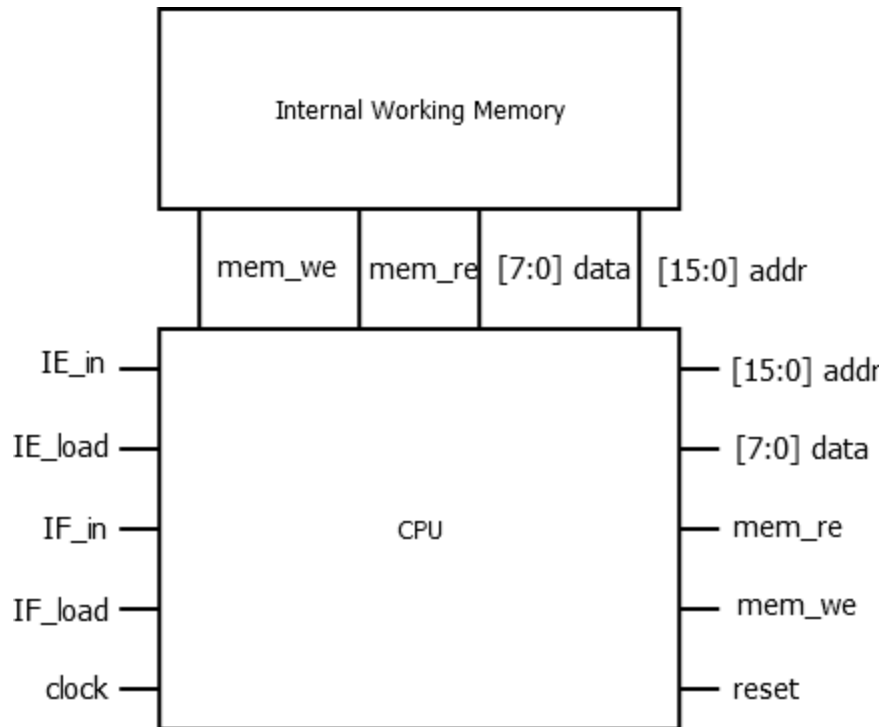 Internal Working Memory
mem_we mem_re [7:0] data [15:0] addr
IE_in [15:0] addr
IE_load [7:0] data
IF_in CPU mem_re
IF_load mem_we
clock reset